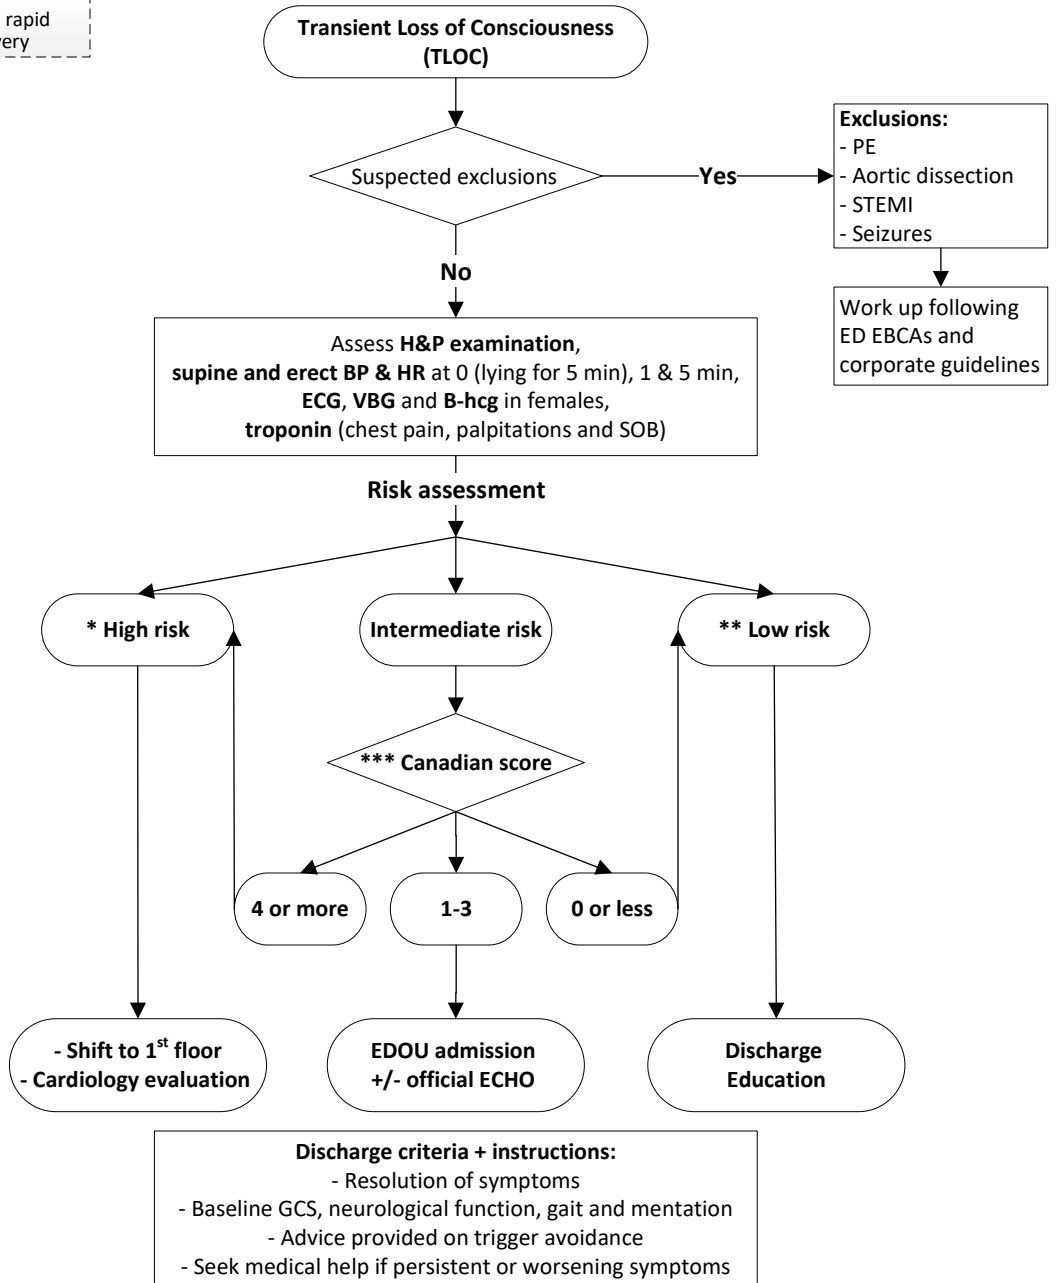 rapid
very
Transient Loss of Consciousness
(TLOC)
Suspected exclusions
Yes
Exclusions:
- PE
- Aortic dissection
- STEMI
- Seizures
No
Work up following
ED EBCAs and
corporate guidelines
Assess H&P examination,
supine and erect BP & HR at 0 (lying for 5 min), 1 & 5 min,
ECG, VBG and B-hcg in females,
troponin (chest pain, palpitations and SOB)
Risk assessment
* High risk
Intermediate risk
** Low risk
*** Canadian score
4 or more
1-3
0 or less
- Shift to 1st floor
- Cardiology evaluation
EDOU admission
+/- official ECHO
Discharge
Education
Discharge criteria + instructions:
- Resolution of symptoms
- Baseline GCS, neurological function, gait and mentation
- Advice provided on trigger avoidance
- Seek medical help if persistent or worsening symptoms